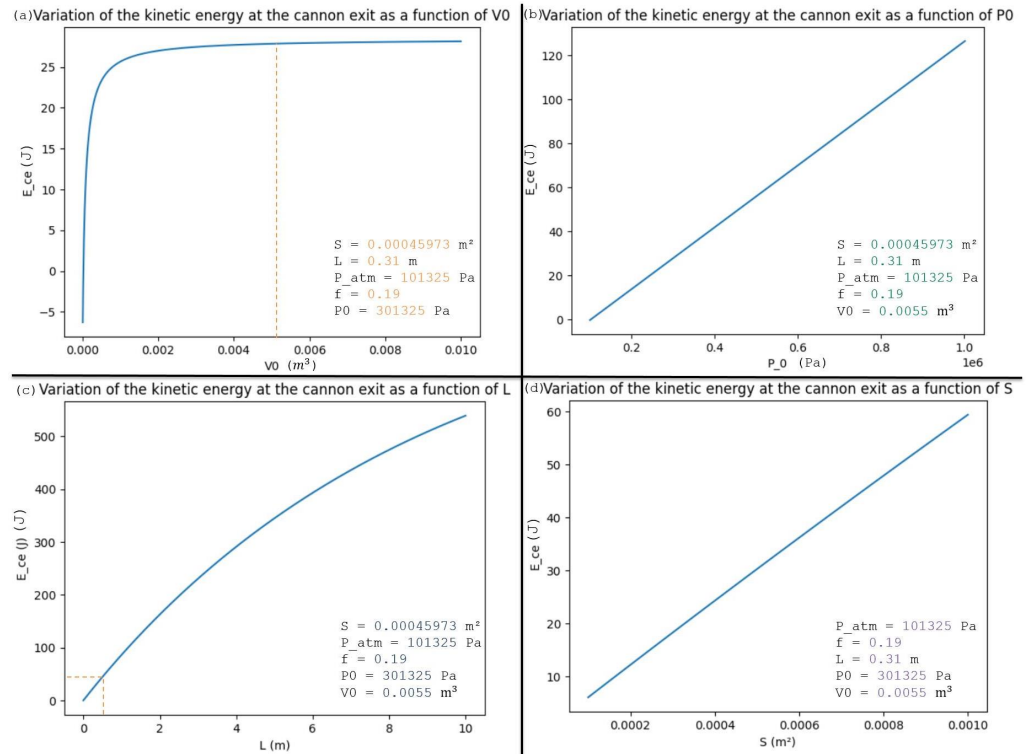 (a)Variation of the kinetic energy at the cannon exit as a function of V0
E_ce (J)
25
20
15
10
5
0
−5
S = 0.00045973 m²
L = 0.31 m
P_atm = 101325 Pa
f = 0.19
P0 = 301325 Pa
0.000 0.002 0.004 0.006 0.008 0.010
V0 (m³)
(b)Variation of the kinetic energy at the cannon exit as a function of P0
E_ce (J)
120
100
80
60
40
20
0
S = 0.00045973 m²
L = 0.31 m
P_atm = 101325 Pa
f = 0.19
V0 = 0.0055 m³
0.2 0.4 0.6 0.8 1.0
1e6
P_0 (Pa)
(c) Variation of the kinetic energy at the cannon exit as a function of L
E_ce (J) (J)
500
400
300
200
100
0
S = 0.00045973 m²
P_atm = 101325 Pa
f = 0.19
P0 = 301325 Pa
V0 = 0.0055 m³
0 2 4 6 8 10
L (m)
(d)Variation of the kinetic energy at the cannon exit as a function of S
E_ce (J)
60
50
40
30
20
10
P_atm = 101325 Pa
f = 0.19
L = 0.31 m
P0 = 301325 Pa
V0 = 0.0055 m³
0.0002 0.0004 0.0006 0.0008 0.0010
S (m²)